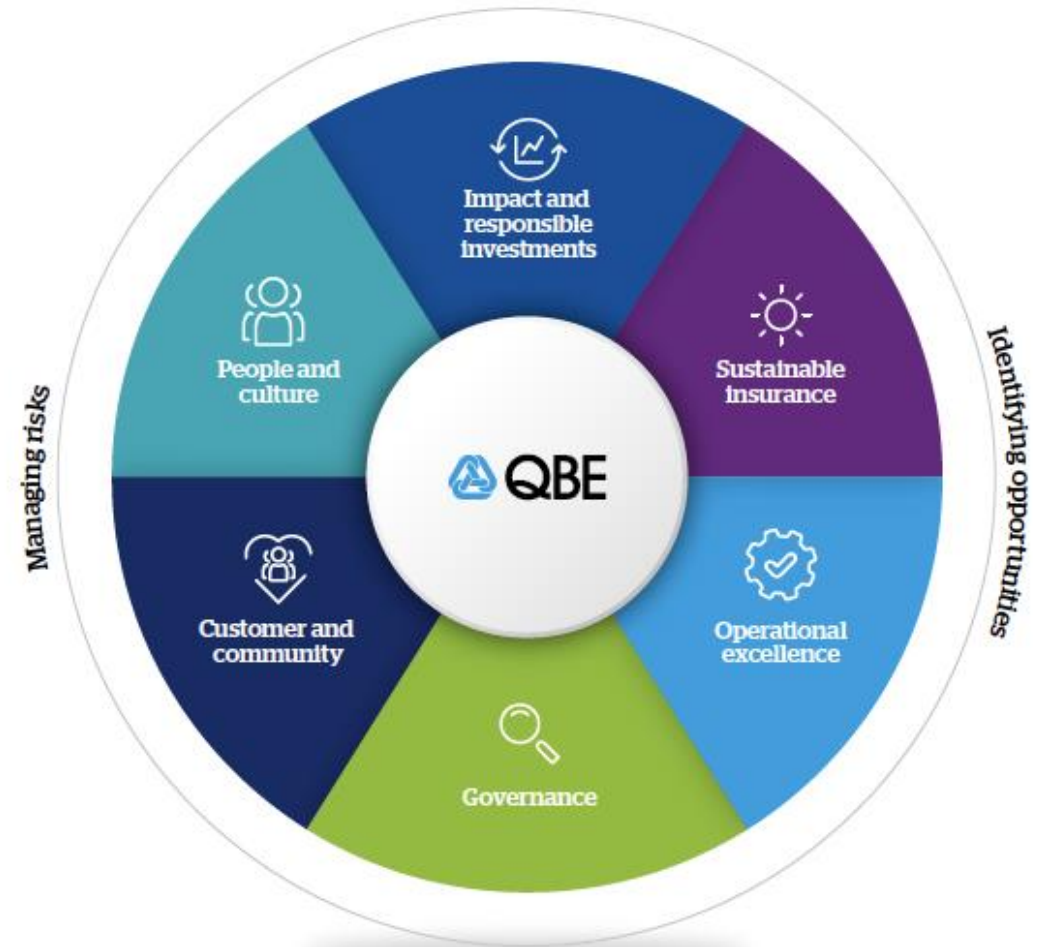 Impact and
responsible
investments
Sustainable
insurance
Operational
excellence
Governance
Customer and
community
People and
culture
QBE
Managing risks
Identifying opportunities